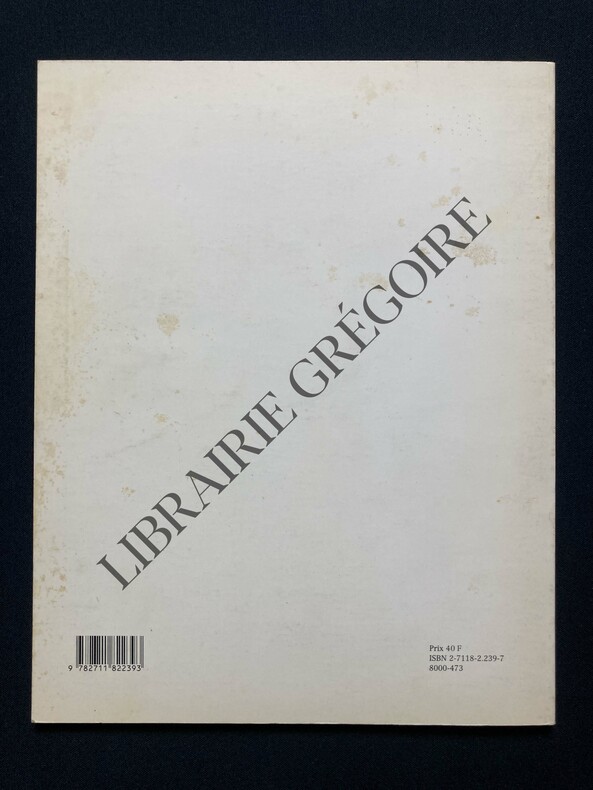 LIBRAIRIE GRÉGOIRE
Prix 40 F
ISBN 2-7118-2.239-7
8000-473
9 782711 822393